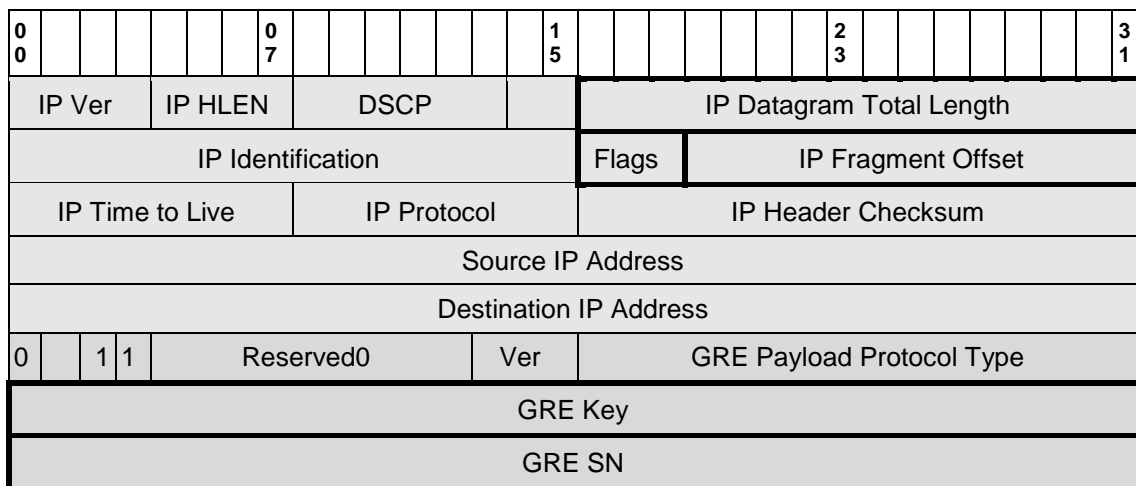 0 0 1 2 3
0 7 5 3 1
IP Ver IP HLEN DSCP IP Datagram Total Length
IP Identification Flags IP Fragment Offset
IP Time to Live IP Protocol IP Header Checksum
Source IP Address
Destination IP Address
0 1 1 Reserved0 Ver GRE Payload Protocol Type
GRE Key
GRE SN